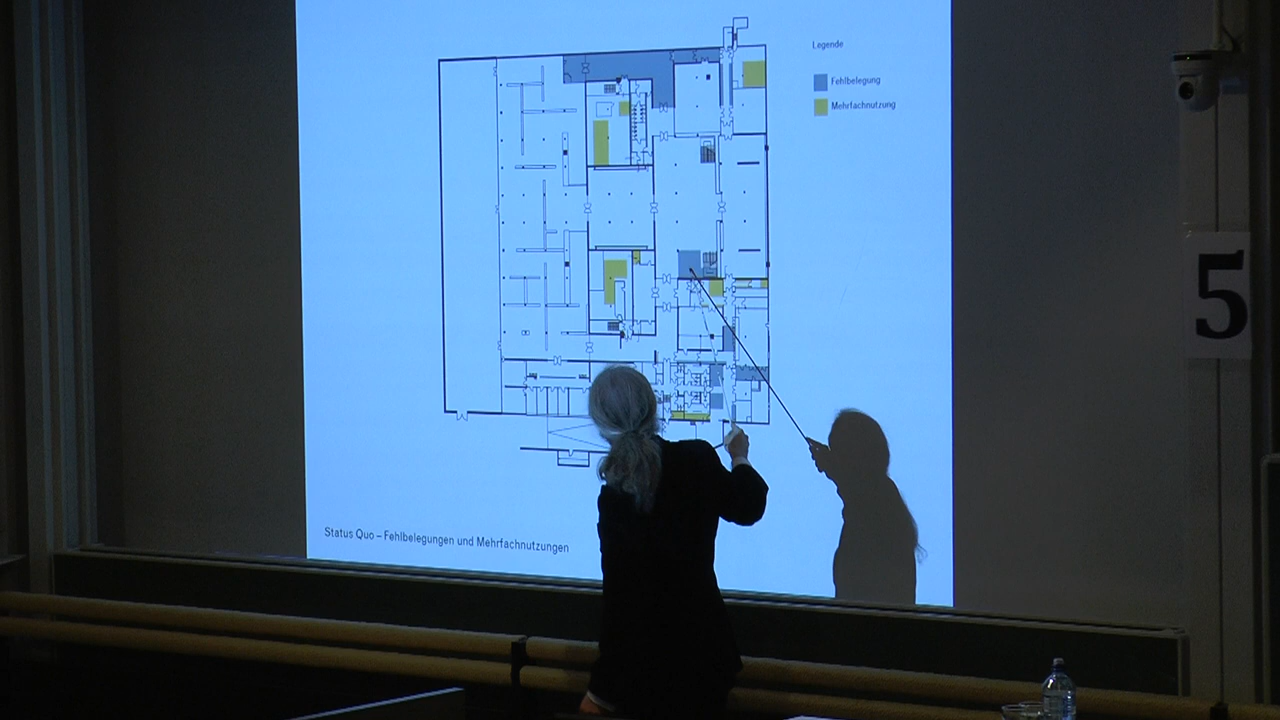 Legende
Fehlbelegung
Mehrfachnutzung
5
Status Quo – Fehlbelegungen und Mehrfachnutzungen